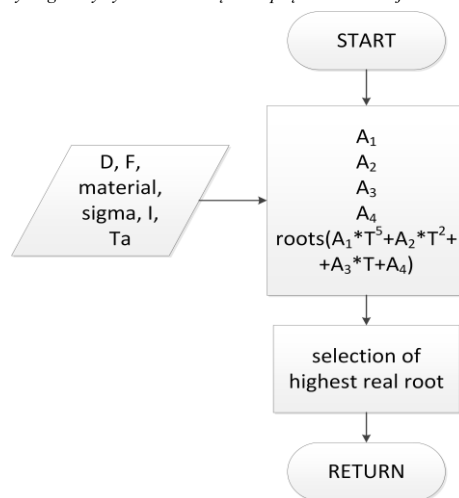 START
D, F,
material,
sigma, I,
Ta
A₁
A₂
A₃
A₄
roots(A₁*T⁵+A₂*T²+
+A₃*T+A₄)
selection of
highest real root
RETURN